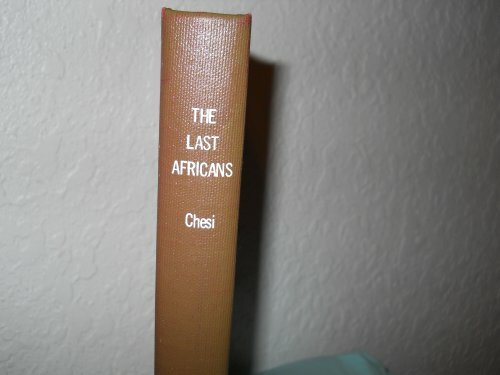 THE
LAST
AFRICANS
Chesi